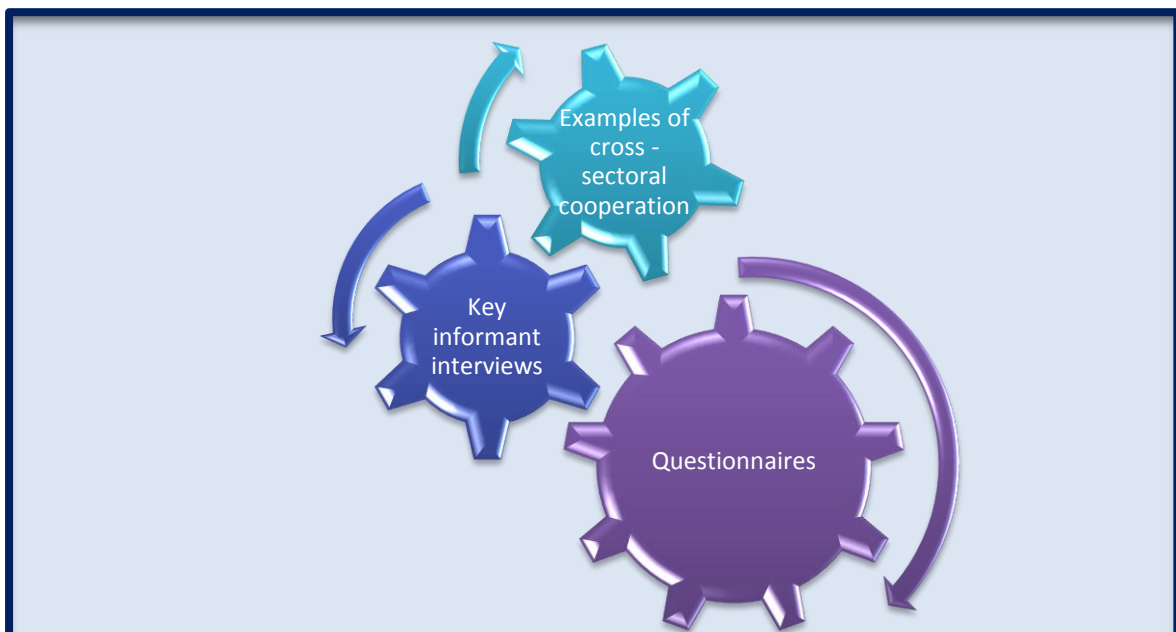 Examples of
cross -
sectoral
cooperation
Key
informant
interviews
Questionnaires